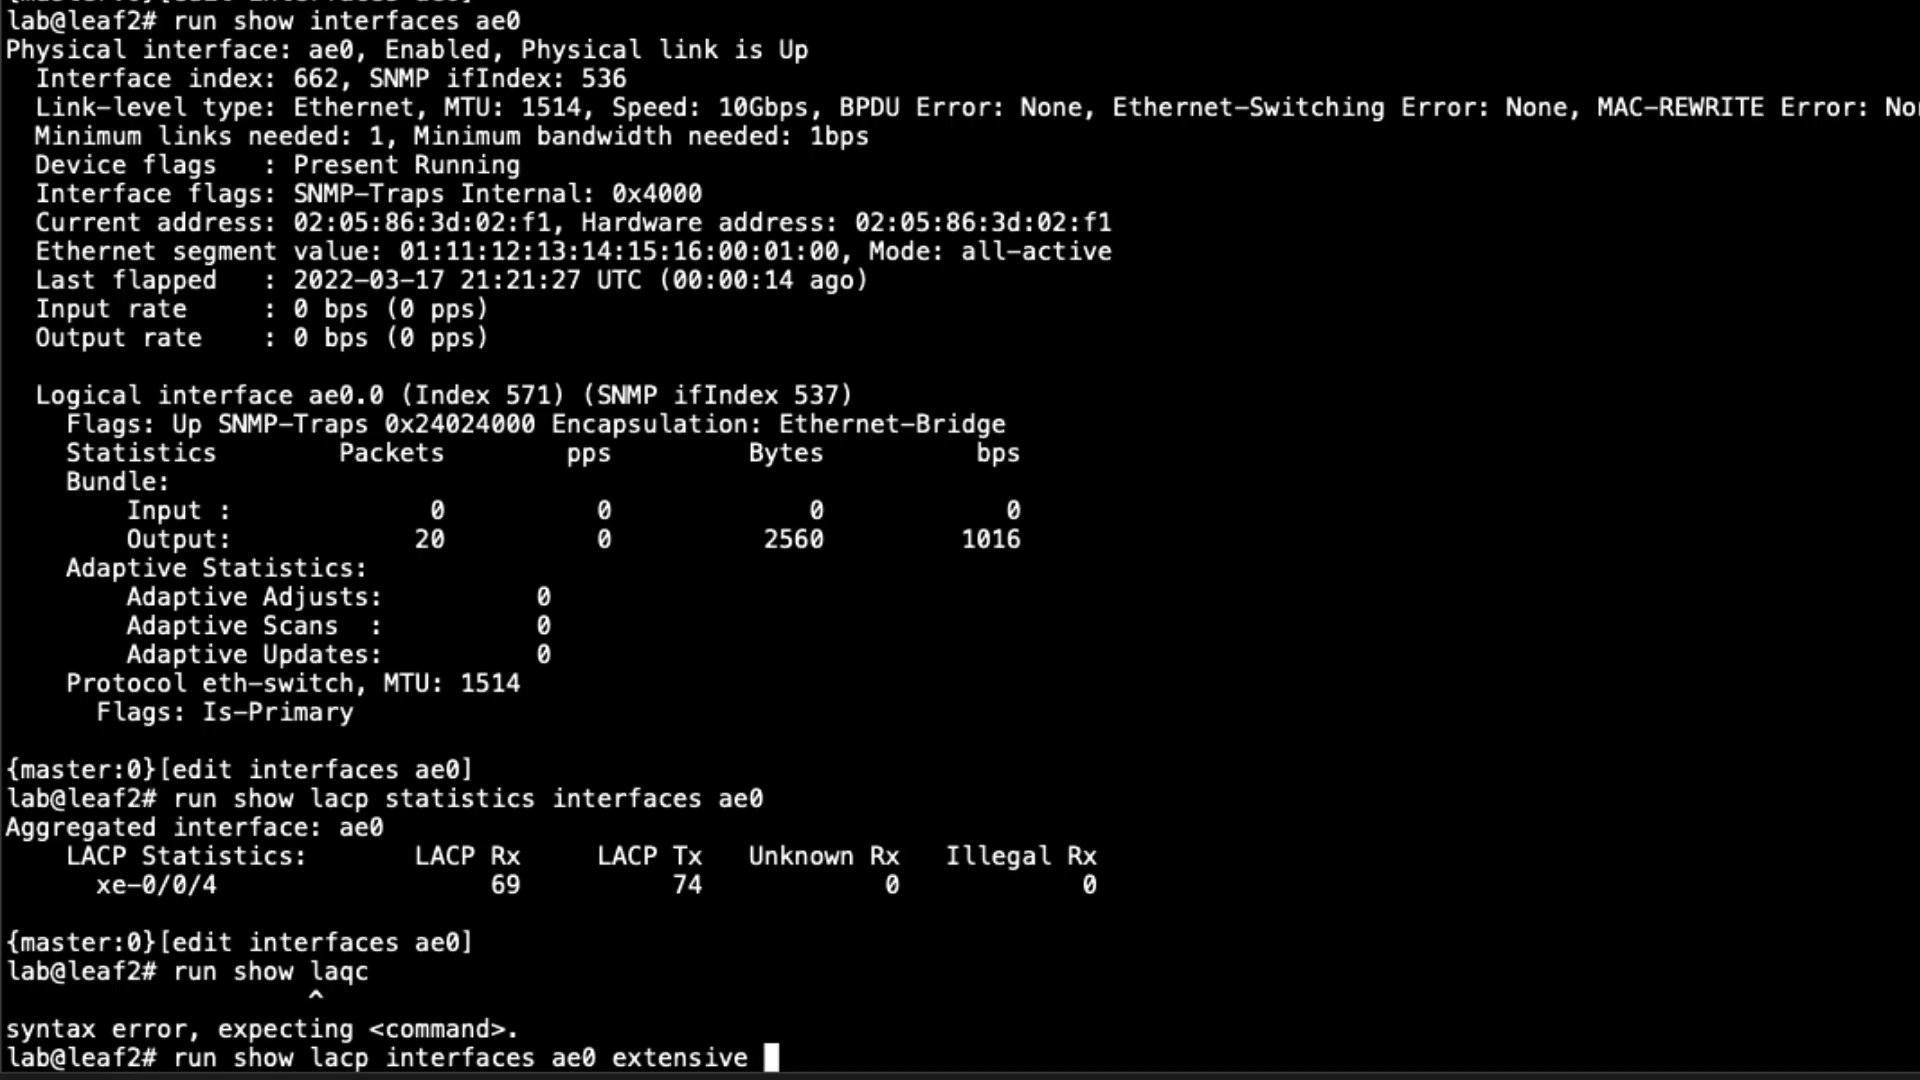 lab@leaf2# run show interfaces ae0
Physical interface: ae0, Enabled, Physical link is Up
  Interface index: 662, SNMP ifIndex: 536
  Link-level type: Ethernet, MTU: 1514, Speed: 10Gbps, BPDU Error: None, Ethernet-Switching Error: None, MAC-REWRITE Error:
  Minimum links needed: 1, Minimum bandwidth needed: 1bps
  Device flags   : Present Running
  Interface flags: SNMP-Traps Internal: 0x4000
  Current address: 02:05:86:3d:02:f1, Hardware address: 02:05:86:3d:02:f1
  Ethernet segment value: 01:11:12:13:14:15:16:00:01:00, Mode: all-active
  Last flapped   : 2022-03-17 21:21:27 UTC (00:00:14 ago)
  Input rate     : 0 bps (0 pps)
  Output rate    : 0 bps (0 pps)
  Logical interface ae0.0 (Index 571) (SNMP ifIndex 537)
    Flags: Up SNMP-Traps 0x24024000 Encapsulation: Ethernet-Bridge
    Statistics        Packets        pps         Bytes          bps
    Bundle:
        Input :             0          0             0            0
        Output:            20          0          2560         1016
    Adaptive Statistics:
        Adaptive Adjusts:          0
        Adaptive Scans  :          0
        Adaptive Updates:          0
    Protocol eth-switch, MTU: 1514
      Flags: Is-Primary
{master:0}[edit interfaces ae0]
lab@leaf2# run show lacp statistics interfaces ae0
Aggregated interface: ae0
    LACP Statistics:       LACP Rx     LACP Tx   Unknown Rx   Illegal Rx
      xe-0/0/4                  69          74            0            0
{master:0}[edit interfaces ae0]
lab@leaf2# run show laqc
                    ^
syntax error, expecting <command>.
lab@leaf2# run show lacp interfaces ae0 extensive